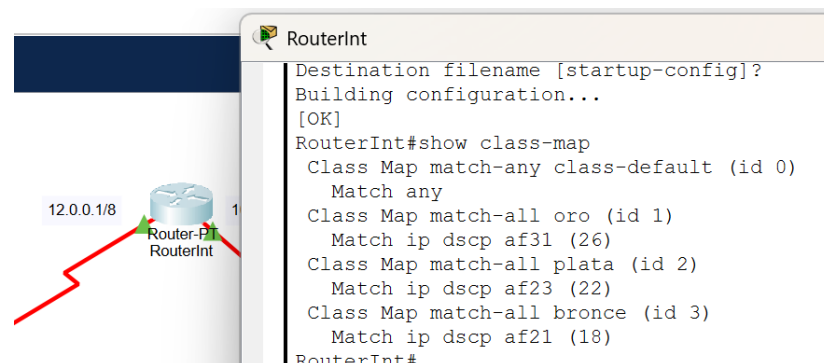 RouterInt
Destination filename [startup-config]?
Building configuration...
[OK]
RouterInt#show class-map
Class Map match-any class-default (id 0)
Match any
Class Map match-all oro (id 1)
Match ip dscp af31 (26)
Class Map match-all plata (id 2)
Match ip dscp af23 (22)
Class Map match-all bronce (id 3)
Match ip dscp af21 (18)
RouterInt#
12.0.0.1/8
1
Router-PT
RouterInt